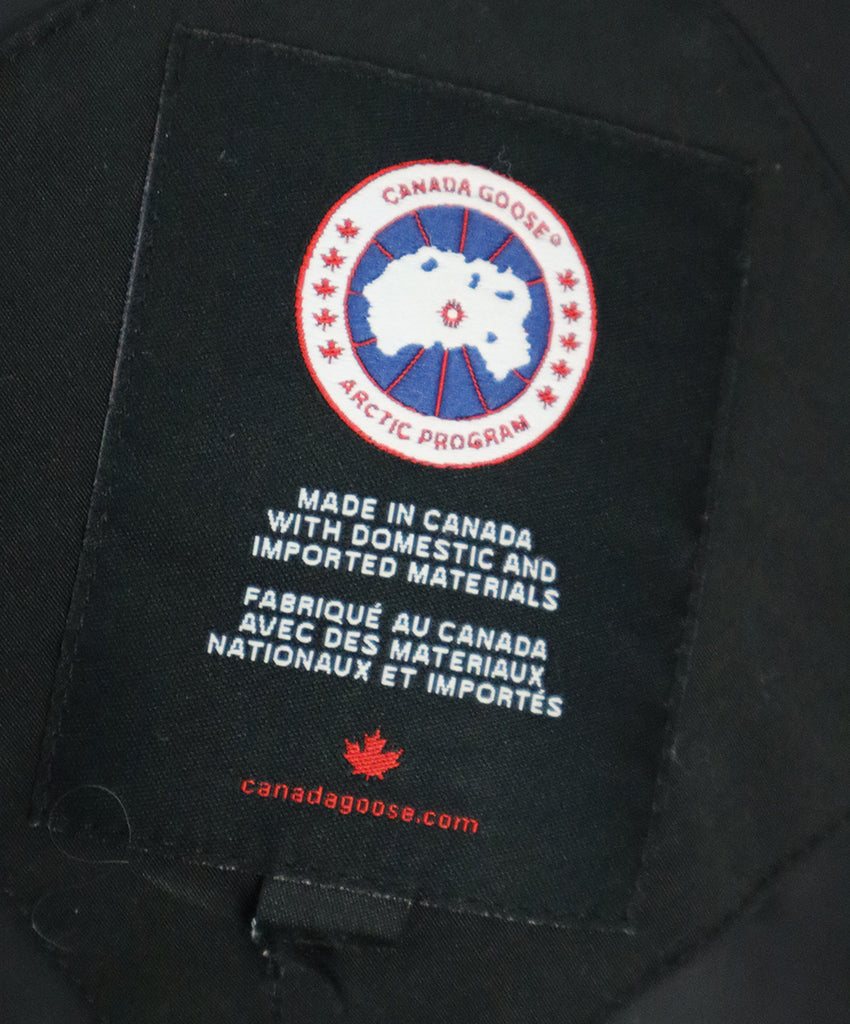 CANADA GOOSE®
ARCTIC PROGRAM
MADE IN CANADA
WITH DOMESTIC AND
IMPORTED MATERIALS
FABRIQUÉ AU CANADA
AVEC DES MATERIAUX
NATIONAUX ET IMPORTÉS
canadagoose.com